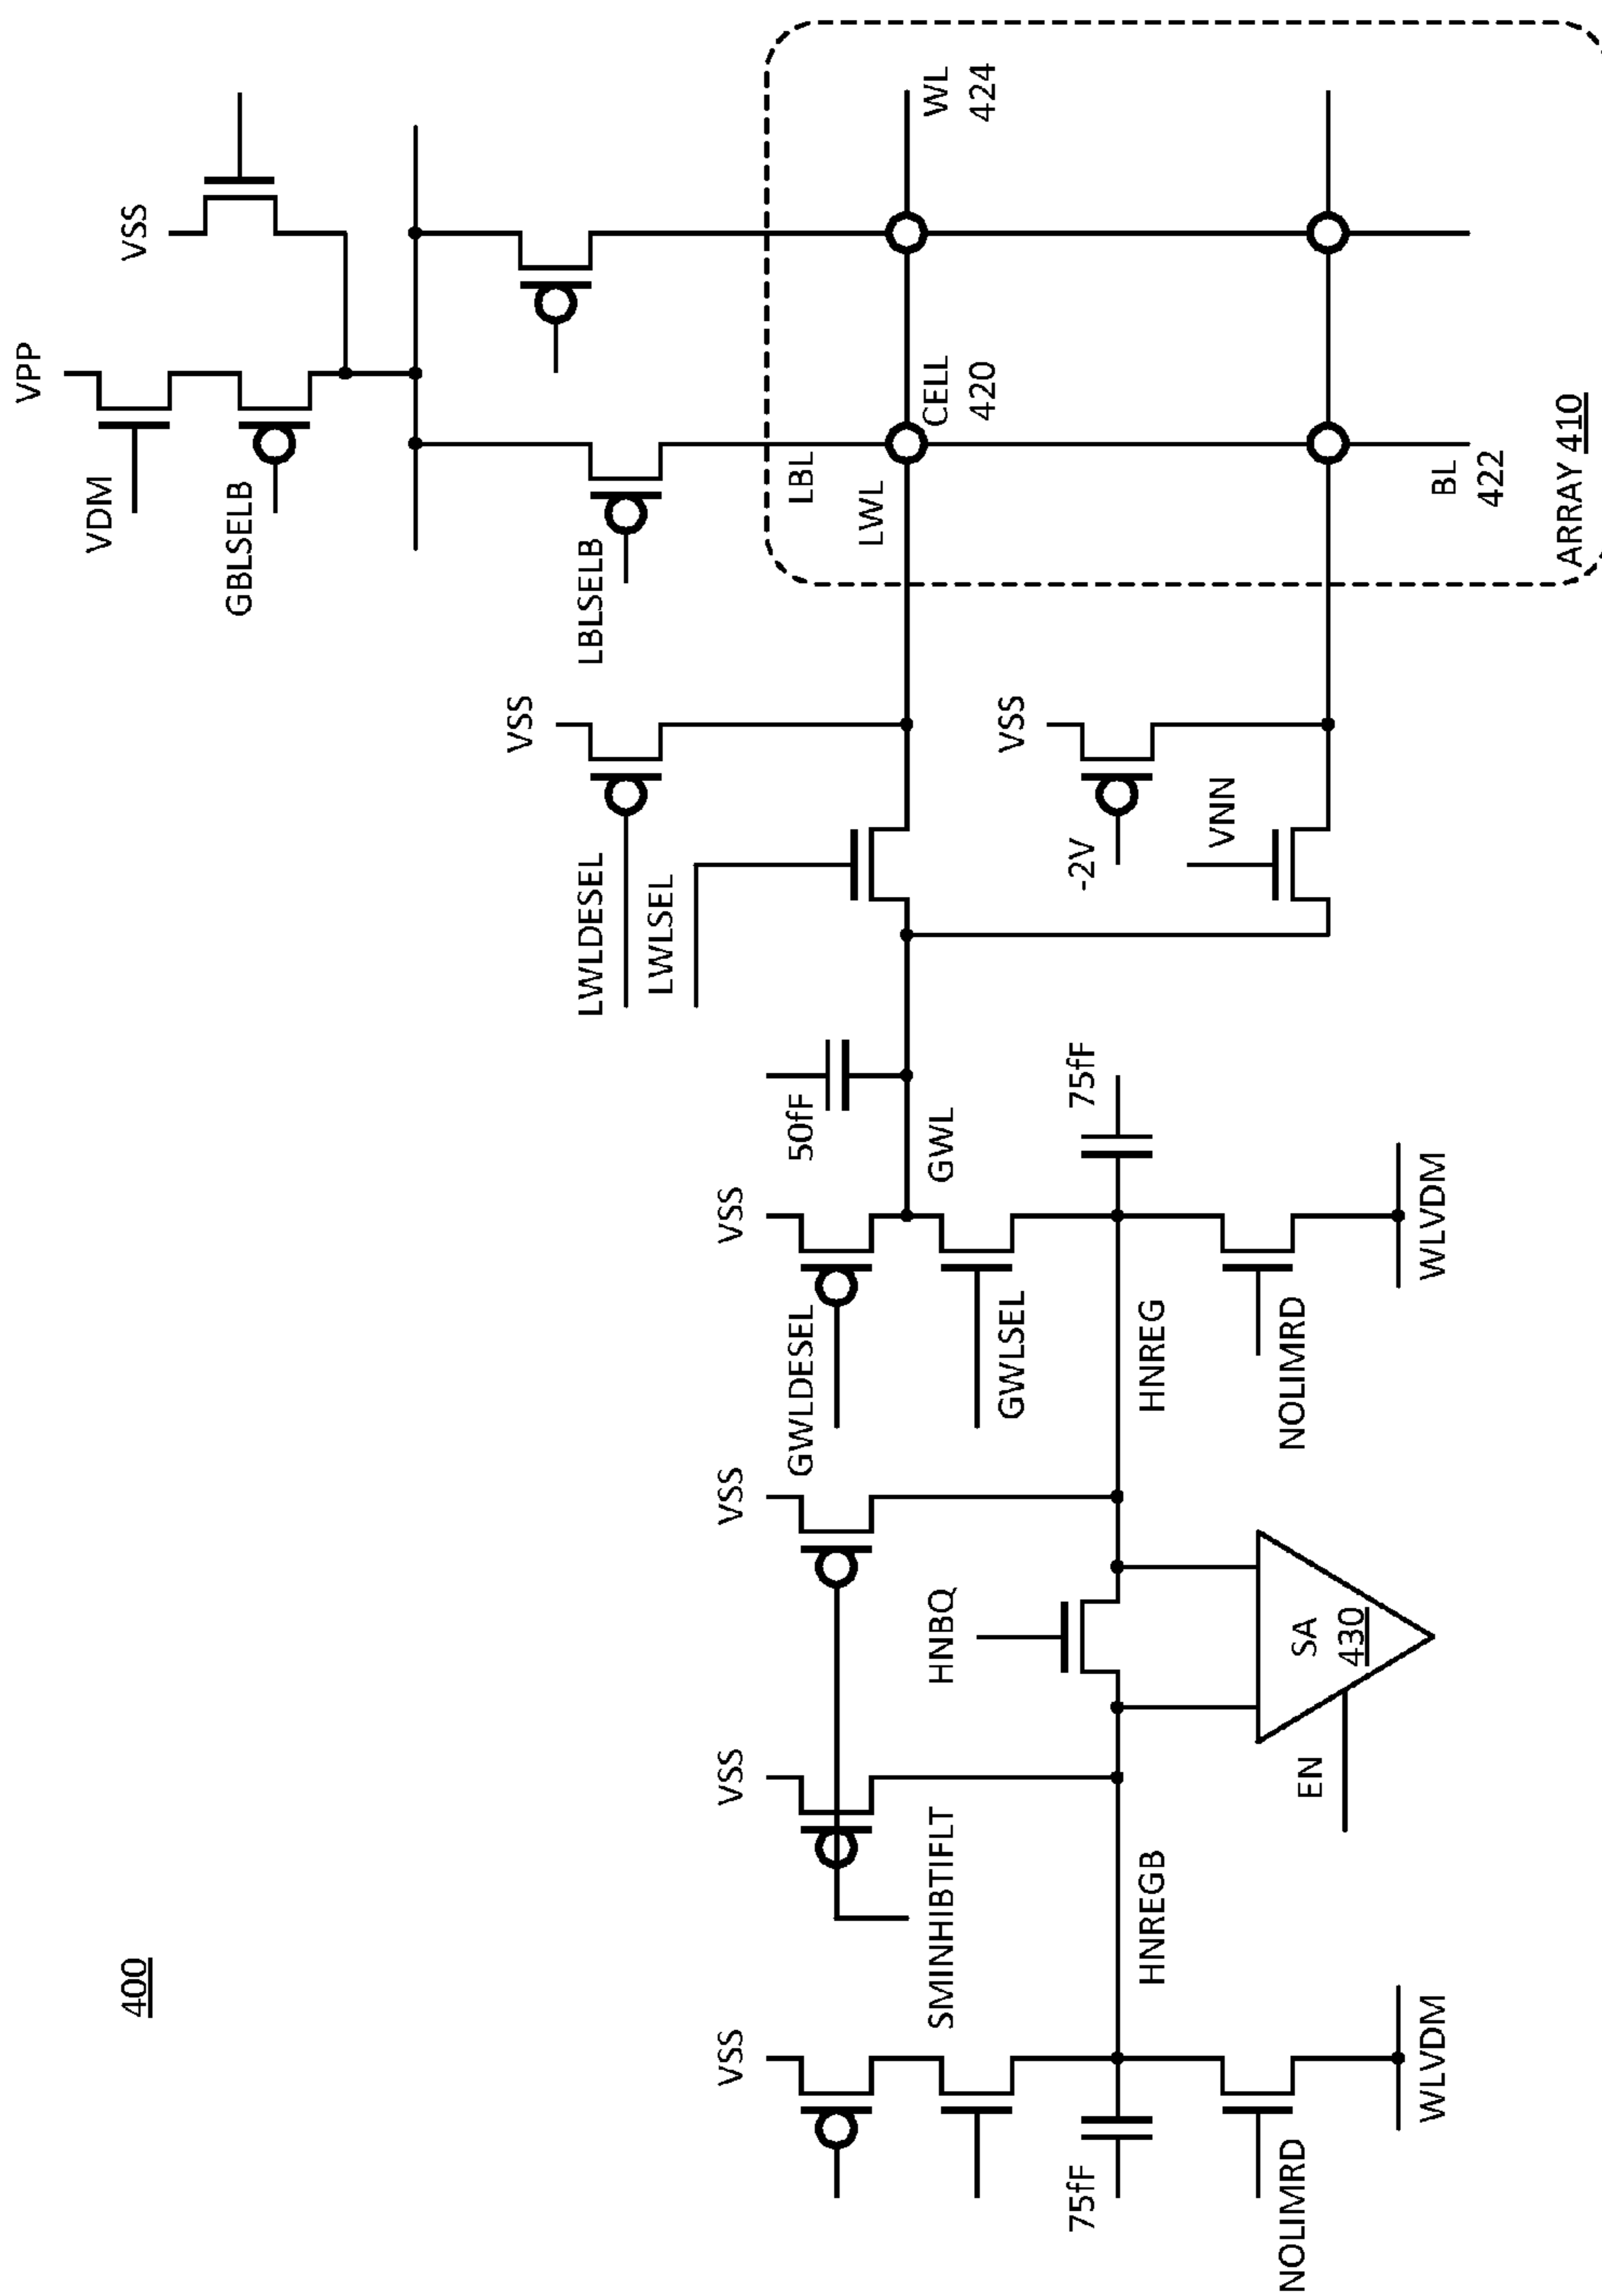 400
VPP
VSS
VDM
GBLSELB
LBLSELB
VSS
LWLDESEL
LWLSEL
LBL
LWL
CELL
420
WL
424
BL
422
ARRAY 410
VSS
-2V
VNN
50fF
GWL
75fF
VSS
GWLDESEL
GWLSEL
HNREG
NOLIMRD
WLVDM
VSS
HNBQ
SA
430
EN
VSS
SMINHIBTIFLT
HNREGB
VSS
75fF
NOLIMRD
WLVDM